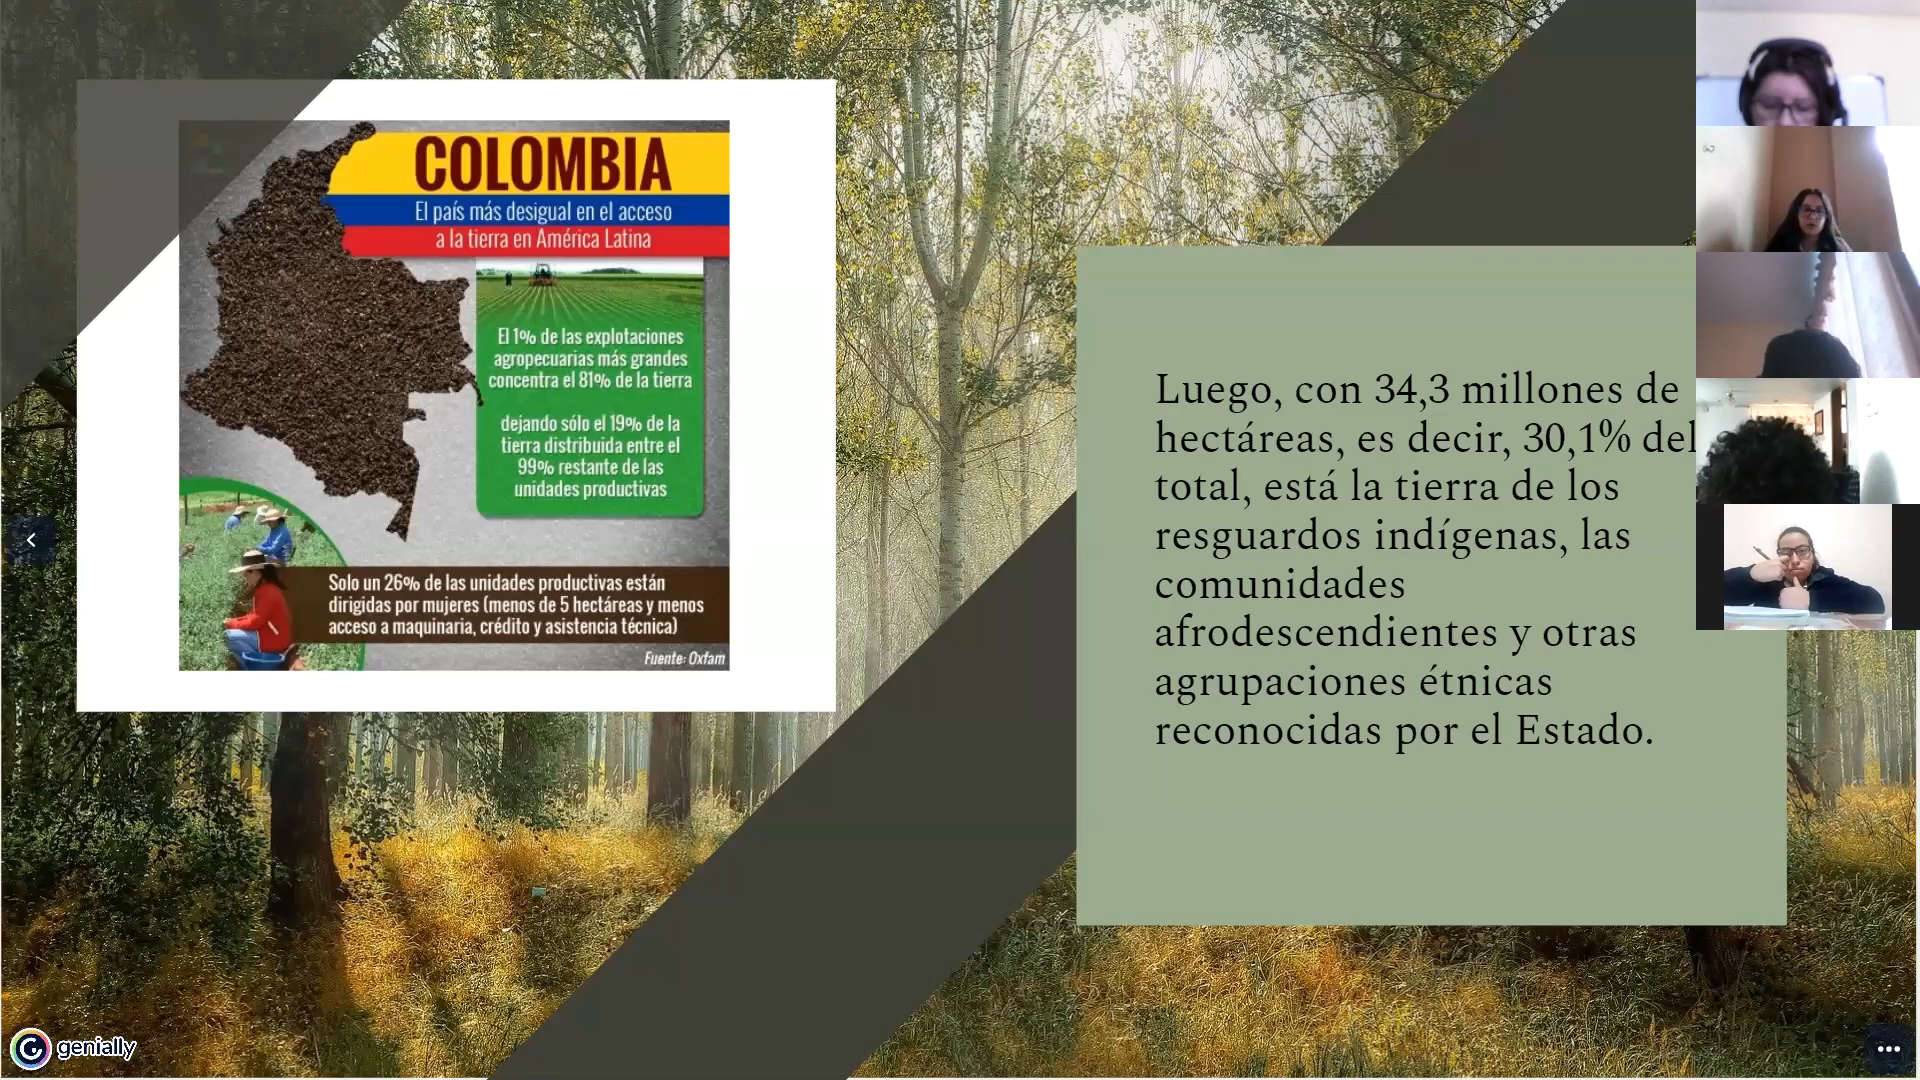 COLOMBIA
El país más desigual en el acceso
a la tierra en América Latina
El 1% de las explotaciones
agropecuarias más grandes
concentra el 81% de la tierra
dejando sólo el 19% de la
tierra distribuida entre el
99% restante de las
unidades productivas
Solo un 26% de las unidades productivas están
dirigidas por mujeres (menos de 5 hectáreas y menos
acceso a maquinaria, crédito y asistencia técnica)
Fuente: Oxfam
Luego, con 34,3 millones de
hectáreas, es decir, 30,1% del
total, está la tierra de los
resguardos indígenas, las
comunidades
afrodescendientes y otras
agrupaciones étnicas
reconocidas por el Estado.
genially